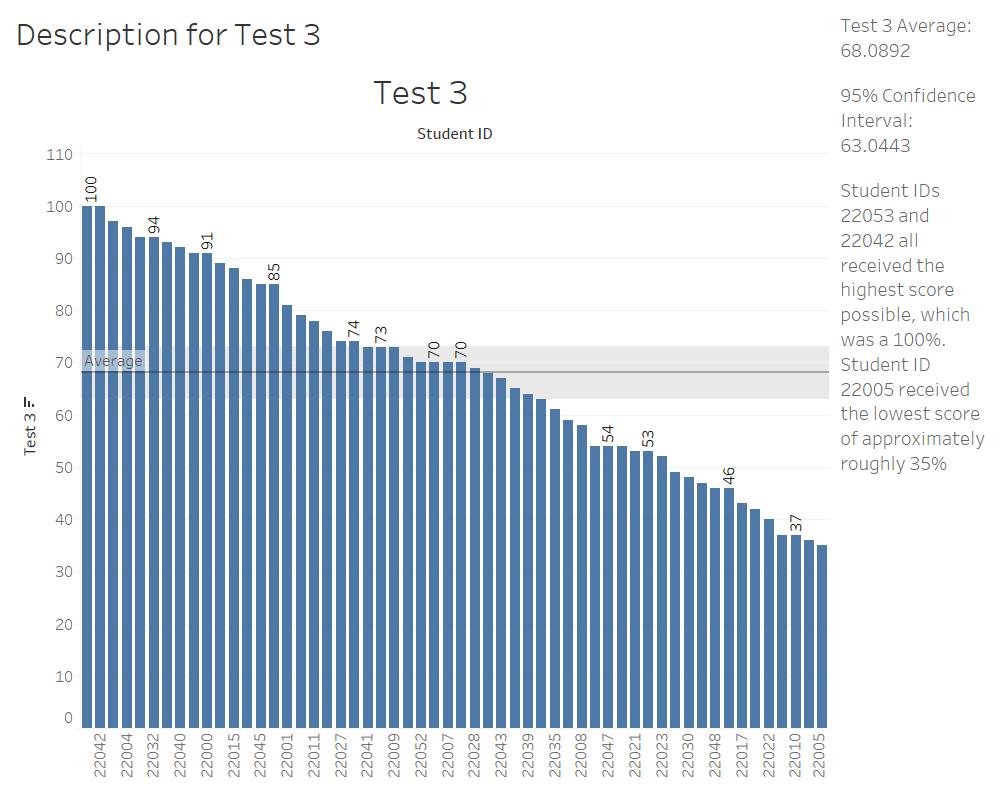 Description for Test 3
Test 3
Student ID
110
100
90
80
70
60
50
40
30
20
10
0
Test 3
Average
100
94
91
85
74
73
70
70
54
53
46
37
22042
22004
22032
22040
22000
22015
22045
22001
22011
22027
22041
22009
22052
22007
22028
22043
22039
22035
22008
22047
22021
22023
22030
22048
22017
22022
22010
22005
Test 3 Average:
68.0892
95% Confidence
Interval:
63.0443
Student IDs
22053 and
22042 all
received the
highest score
possible, which
was a 100%.
Student ID
22005 received
the lowest score
of approximately
roughly 35%